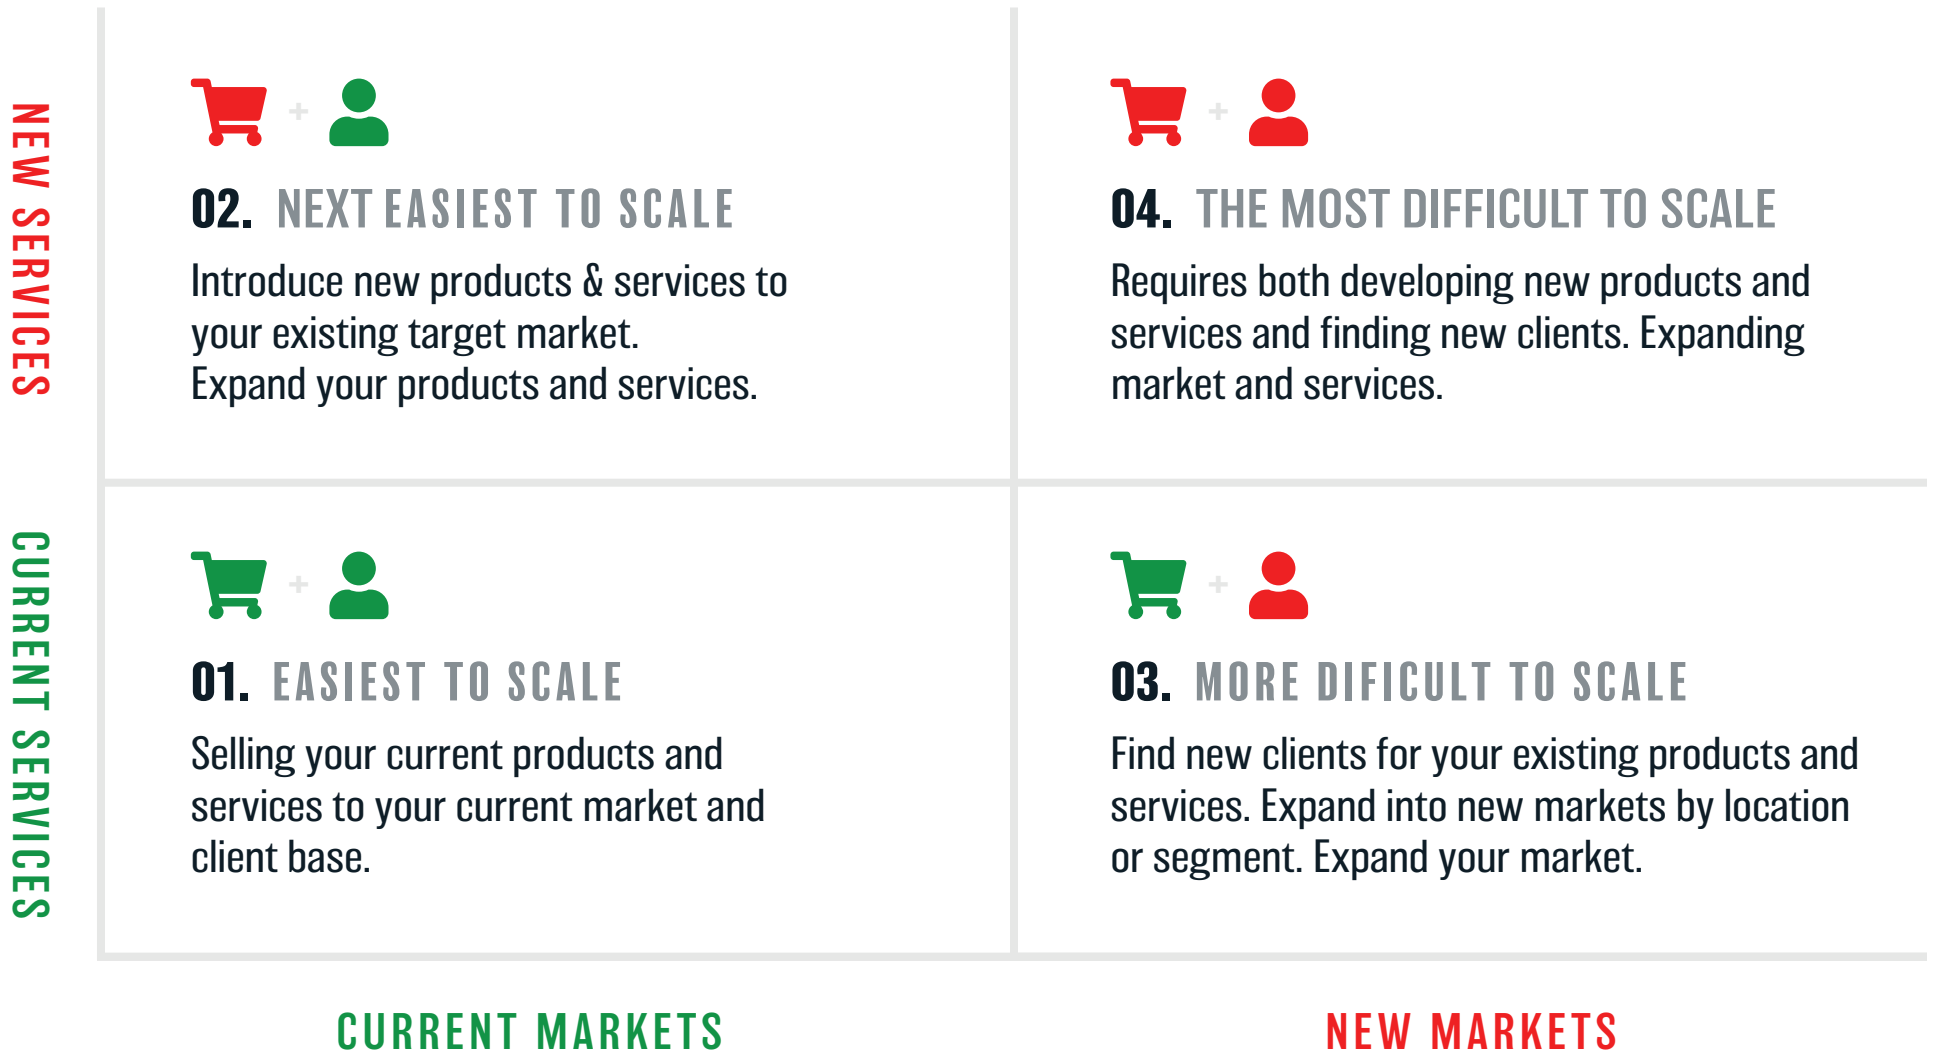 NEW SERVICES
02. NEXT EASIEST TO SCALE
Introduce new products & services to
your existing target market.
Expand your products and services.
04. THE MOST DIFFICULT TO SCALE
Requires both developing new products and
services and finding new clients. Expanding
market and services.
CURRENT SERVICES
01. EASIEST TO SCALE
Selling your current products and
services to your current market and
client base.
03. MORE DIFICULT TO SCALE
Find new clients for your existing products and
services. Expand into new markets by location
or segment. Expand your market.
CURRENT MARKETS
NEW MARKETS